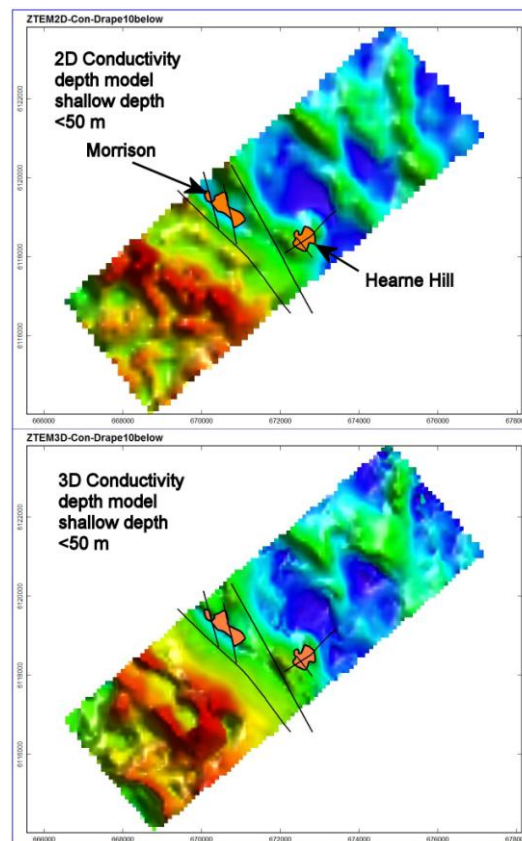 ZTEM2D-Con-Drape10below
2D Conductivity
depth model
shallow depth
<50 m
Morrison
Hearne Hill
6122000
6120000
6118000
6116000
666000 668000 670000 672000 674000 676000 6780
ZTEM3D-Con-Drape10below
3D Conductivity
depth model
shallow depth
<50 m
6122000
6120000
6118000
6116000
666000 668000 670000 672000 674000 676000 6780